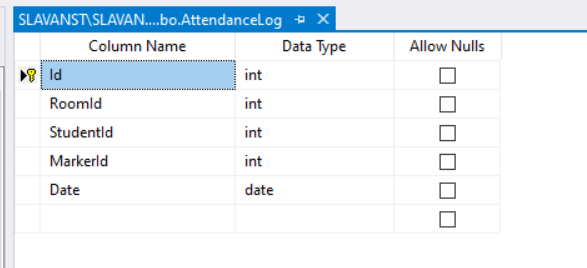 SLAVANST\SLAVAN....bo.AttendanceLog
Column Name Data Type Allow Nulls
Id int
RoomId int
StudentId int
MarkerId int
Date date